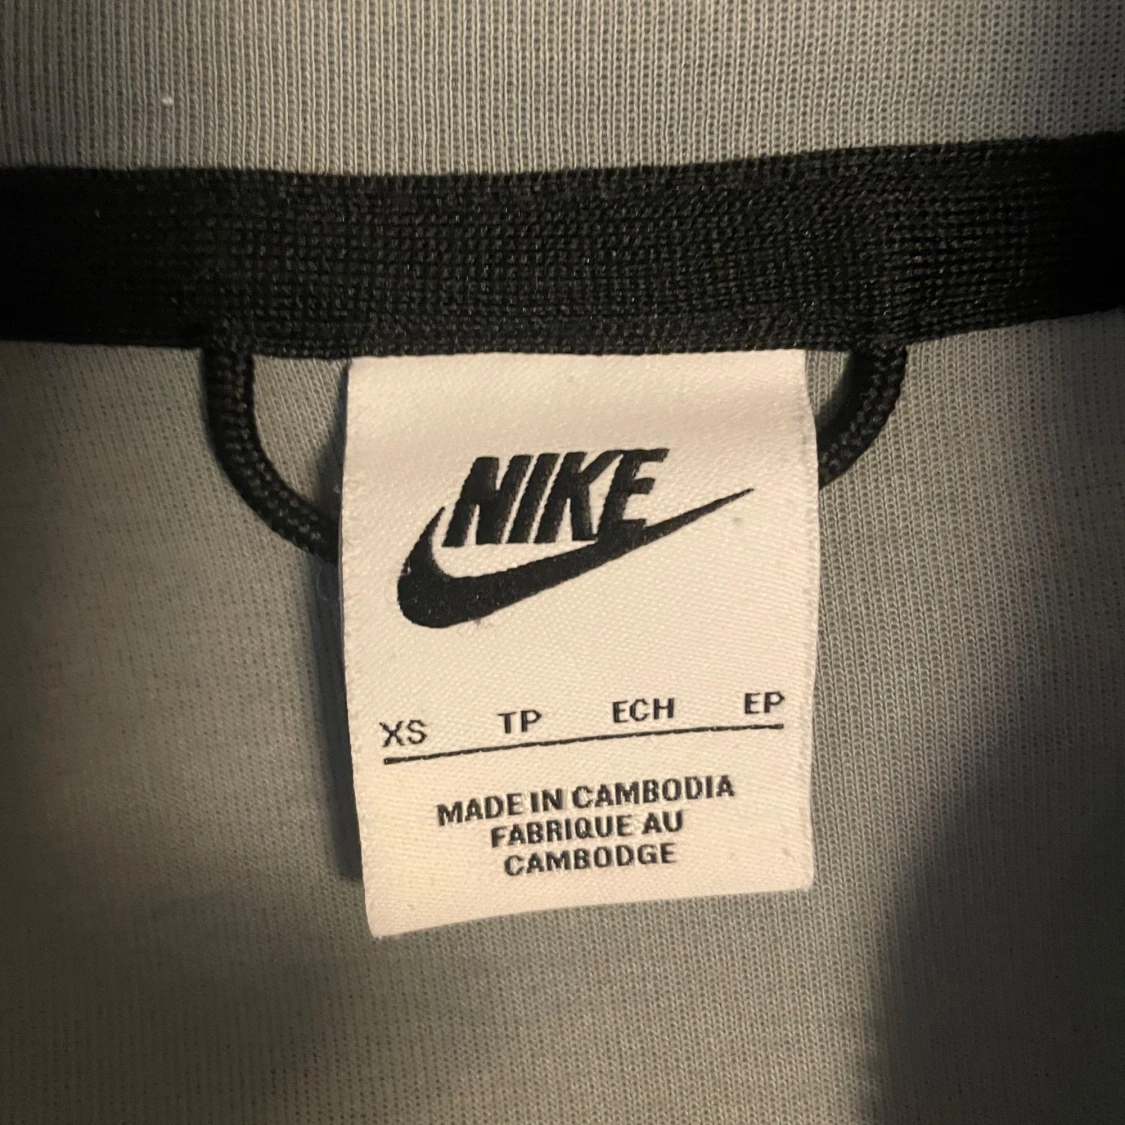 NIKE
XS TP ECH EP
MADE IN CAMBODIA
FABRIQUE AU
CAMBODGE